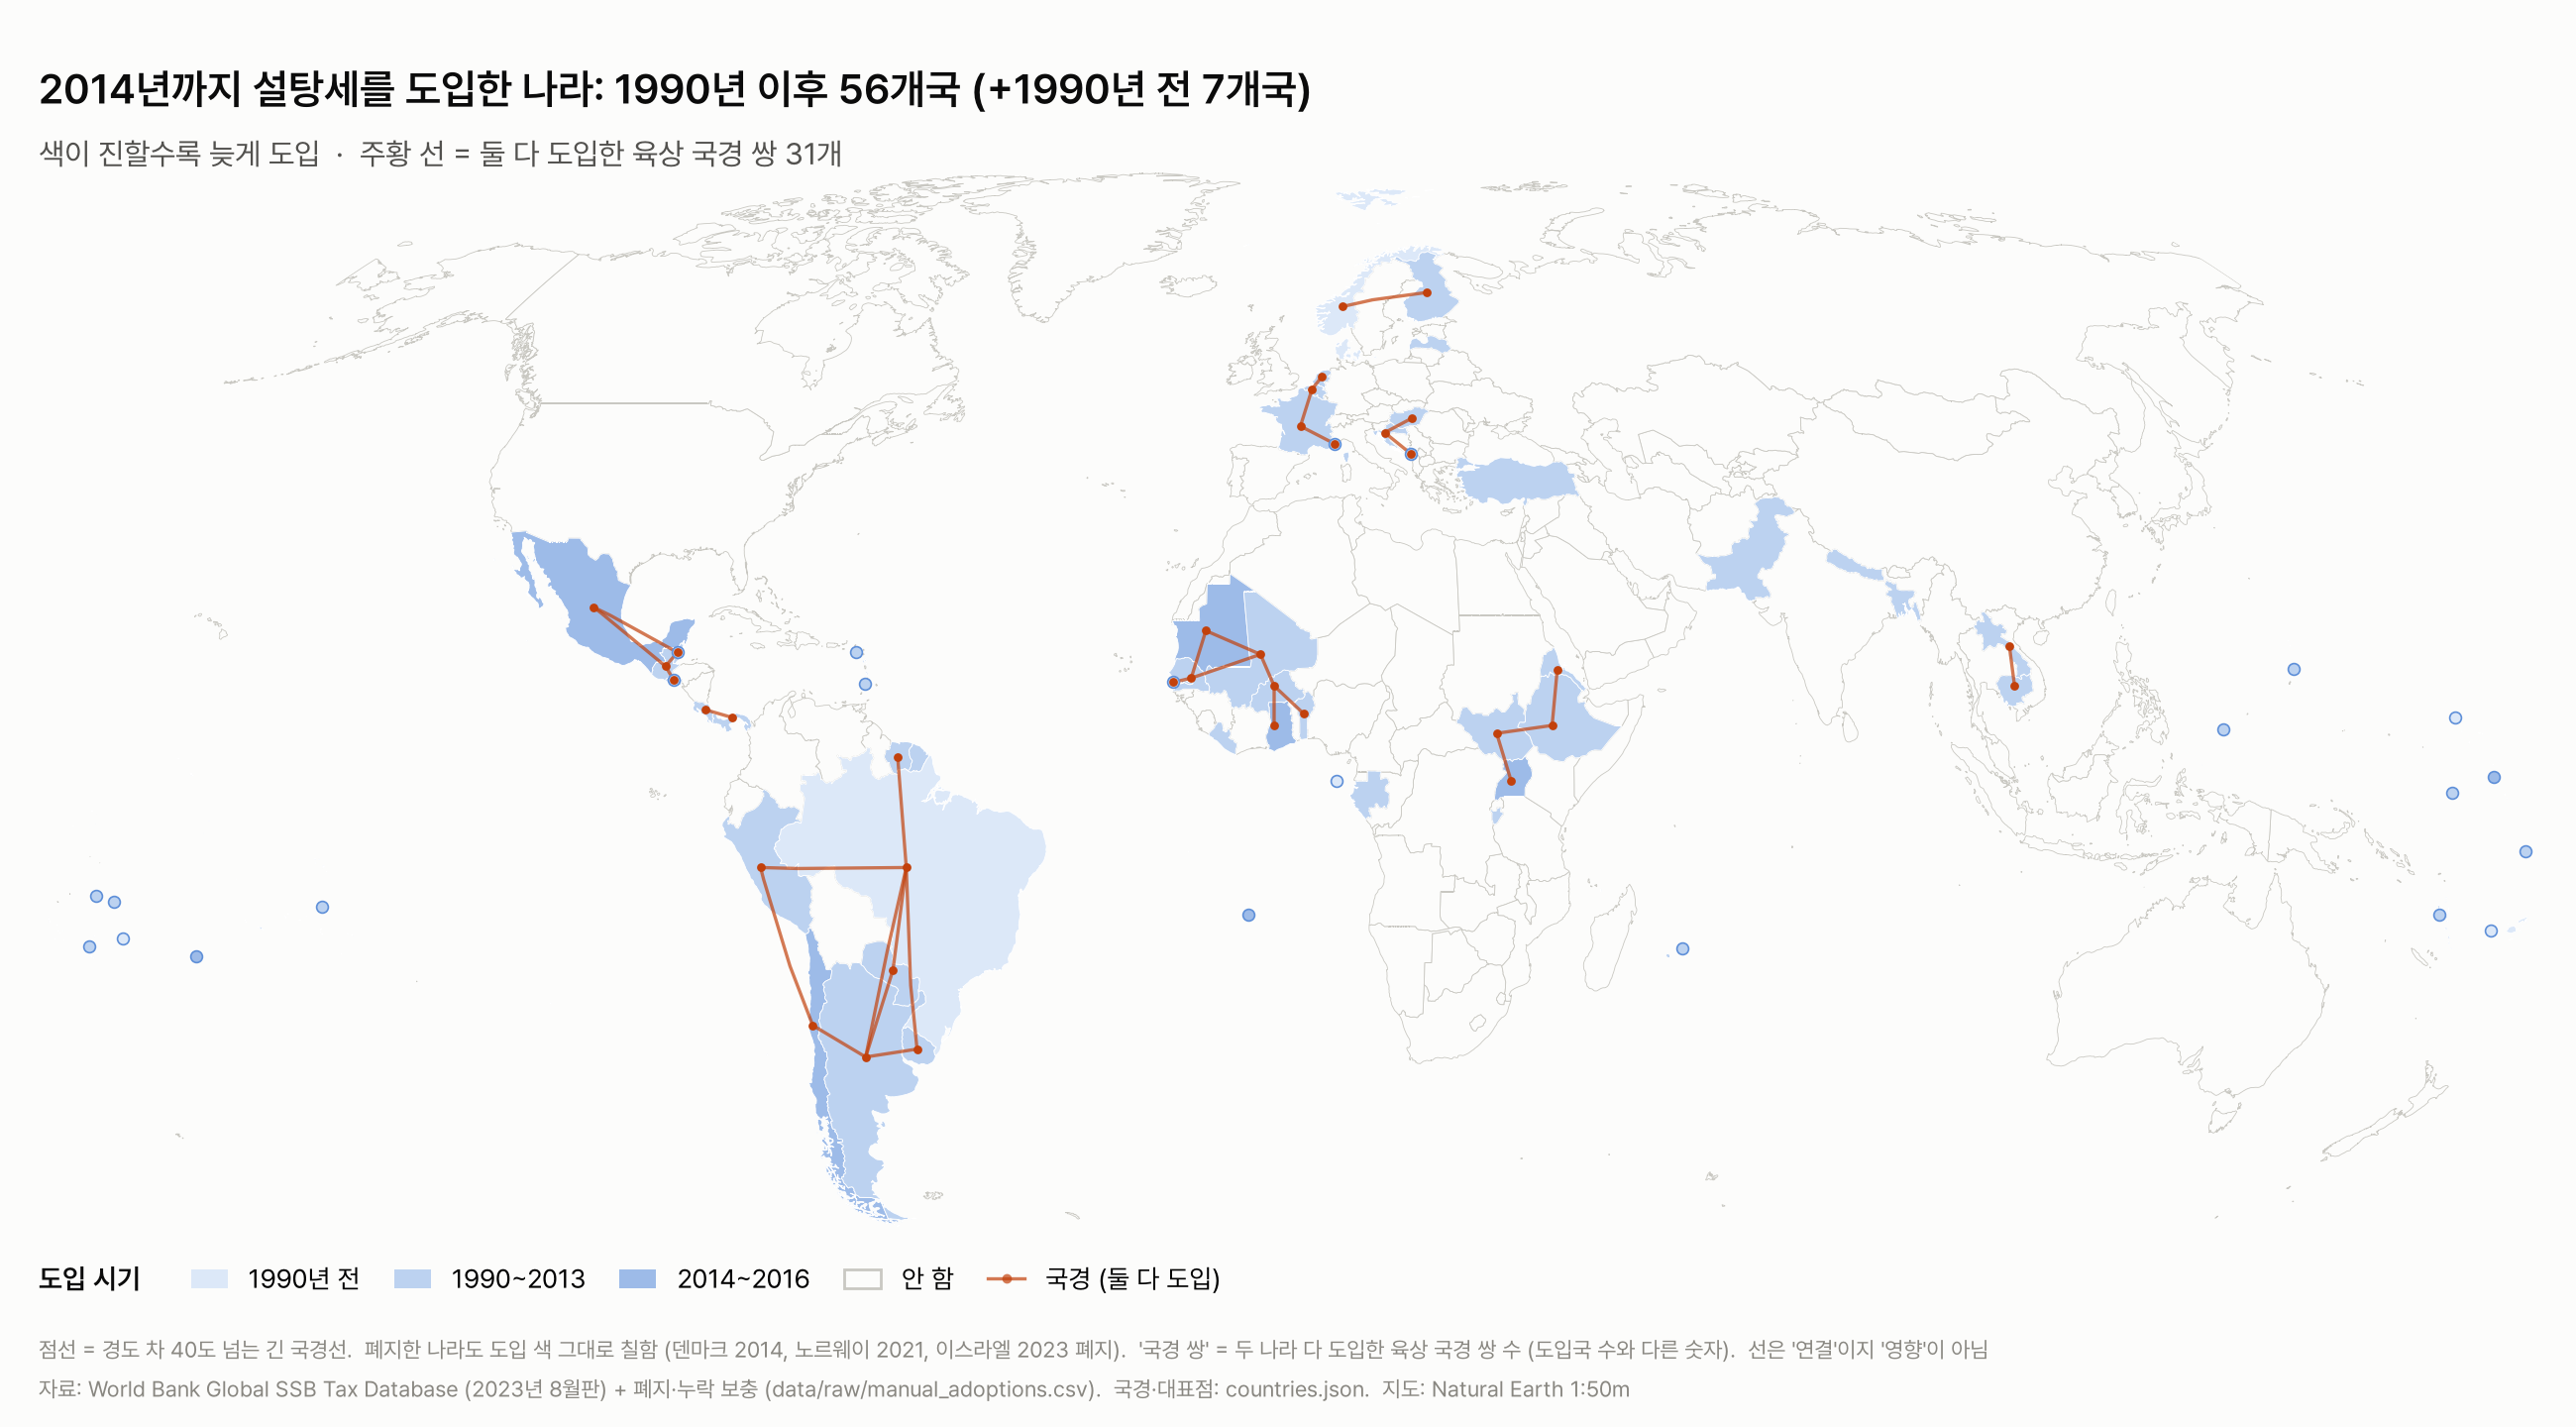 2014년까지 설탕세를 도입한 나라: 1990년 이후 56개국 (+1990년 전 7개국)
색이 진할수록 늦게 도입 · 주황 선 = 둘 다 도입한 육상 국경 쌍 31개
도입 시기 1990년 전 1990~2013 2014~2016 안 함 국경 (둘 다 도입)
점선 = 경도 차 40도 넘는 긴 국경선. 폐지한 나라도 도입 색 그대로 칠함 (덴마크 2014, 노르웨이 2021, 이스라엘 2023 폐지). '국경 쌍' = 두 나라 다 도입한 육상 국경 쌍 수 (도입국 수와 다른 숫자). 선은 '연결'이지 '영향'이 아님
자료: World Bank Global SSB Tax Database (2023년 8월판) + 폐지·누락 보충 (data/raw/manual_adoptions.csv). 국경·대표점: countries.json. 지도: Natural Earth 1:50m